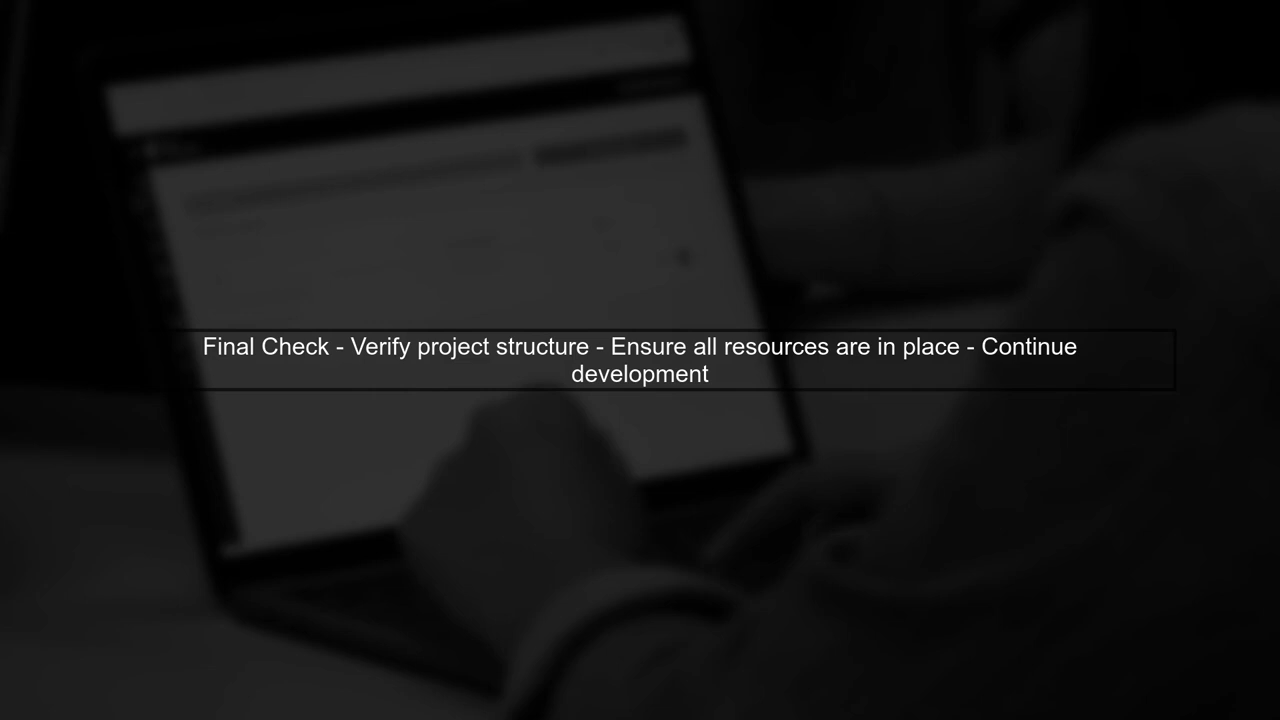 Final Check - Verify project structure - Ensure all resources are in place - Continue
development